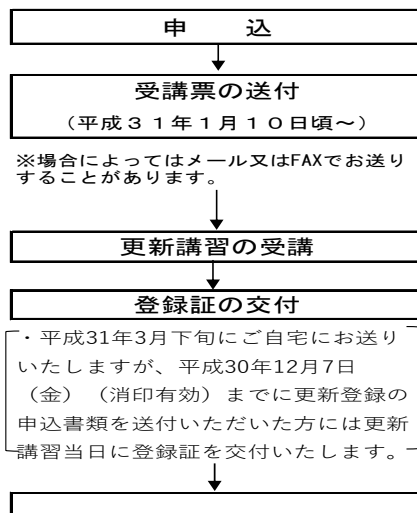 申　　込
受講票の送付
（平成３１年１月１０日頃～）
※場合によってはメール又はFAXでお送り
することがあります。
更新講習の受講
登録証の交付
・平成31年3月下旬にご自宅にお送り
いたしますが、平成30年12月7日
（金）（消印有効）までに更新登録の
申込書類を送付いただいた方には更新
講習当日に登録証を交付いたします。